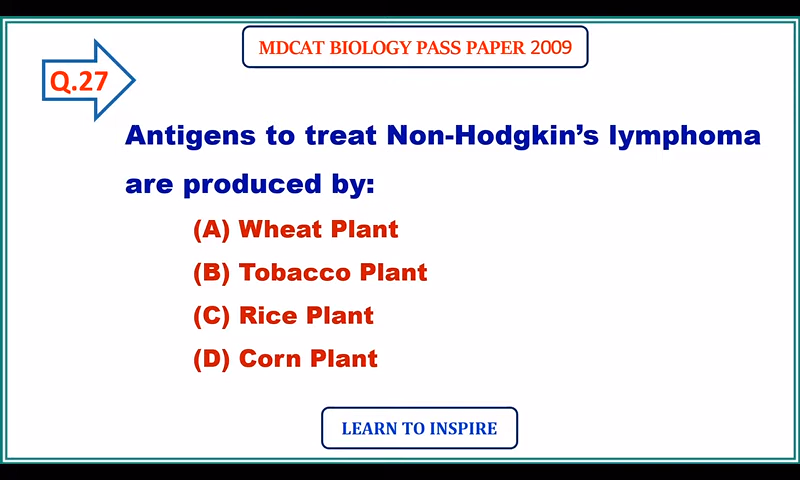 MDCAT BIOLOGY PASS PAPER 2009
Q.27
Antigens to treat Non-Hodgkin's lymphoma
are produced by:
(A) Wheat Plant
(B) Tobacco Plant
(C) Rice Plant
(D) Corn Plant
LEARN TO INSPIRE